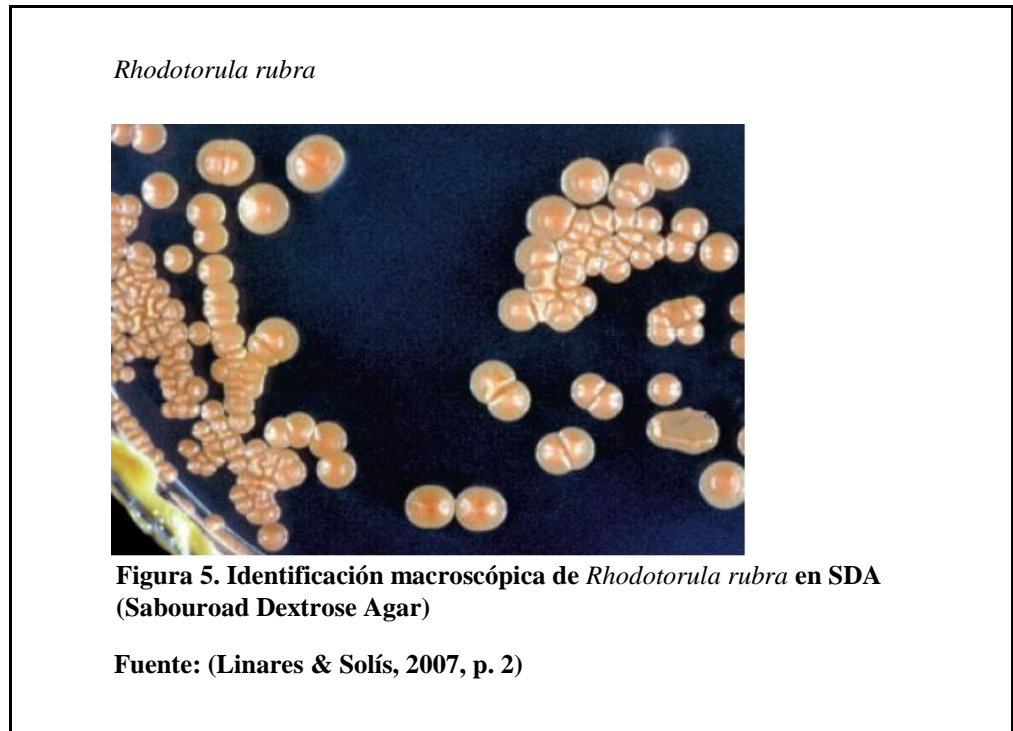 Rhodotorula rubra
Figura 5. Identificación macroscópica de Rhodotorula rubra en SDA
(Sabouroad Dextrose Agar)
Fuente: (Linares & Solís, 2007, p. 2)